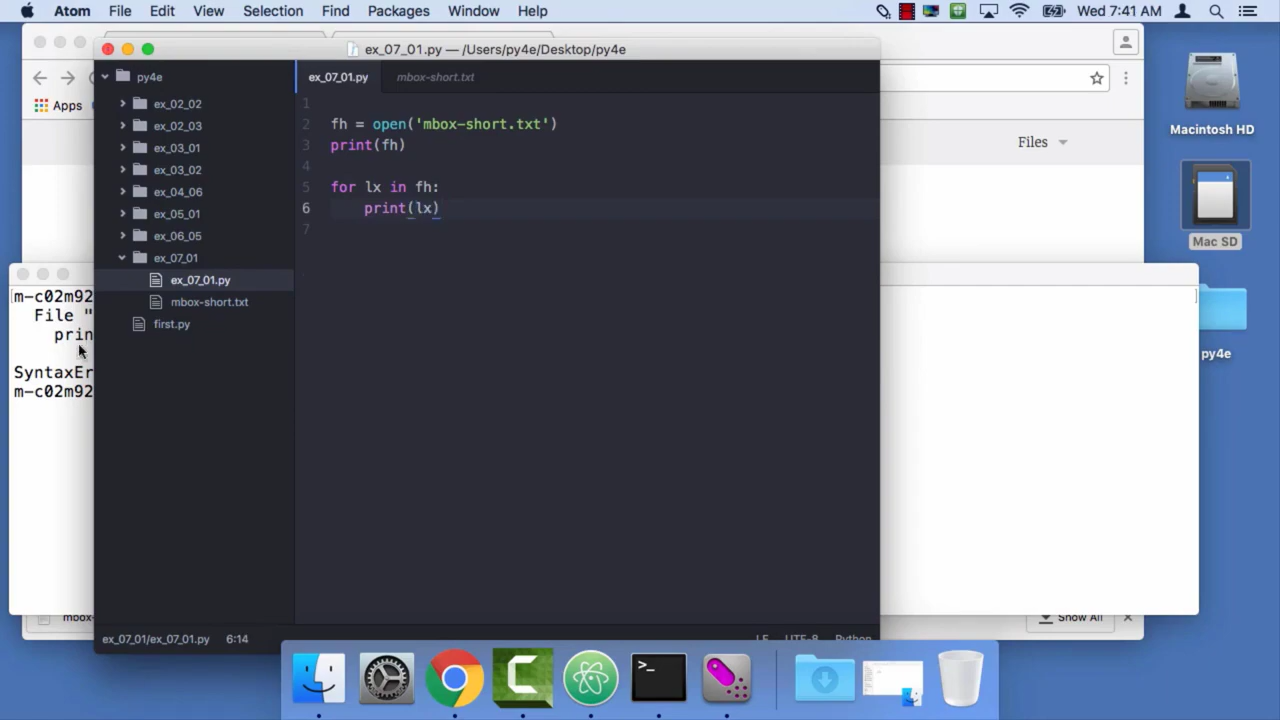 Atom File Edit View Selection Find Packages Window Help Wed 7:41 AM
ex_07_01.py — /Users/py4e/Desktop/py4e
py4e
ex_07_01.py mbox-short.txt
Apps
ex_02_02
ex_02_03
ex_03_01
ex_03_02
ex_04_06
ex_05_01
ex_06_05
ex_07_01
ex_07_01.py
mbox-short.txt
first.py
1
2 fh = open('mbox-short.txt')
3 print(fh)
4
5 for lx in fh:
6 print(lx)
7
Files
Macintosh HD
Mac SD
py4e
m-c02m92
File "
prin
SyntaxEr
m-c02m92
mbox-
Show All
ex_07_01/ex_07_01.py 6:14 LF UTF-8 Python
>_